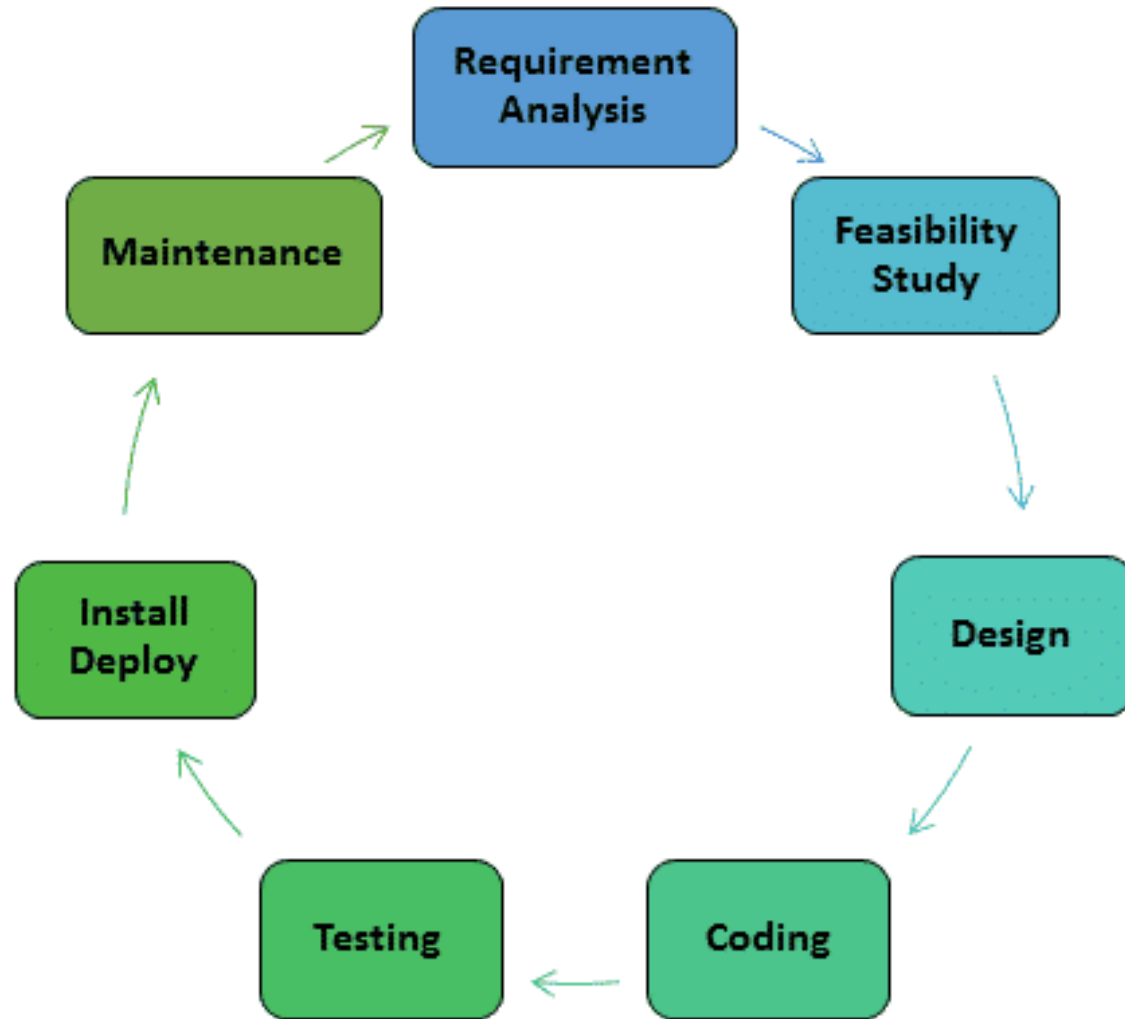 Requirement
Analysis
Feasibility
Study
Design
Coding
Testing
Install
Deploy
Maintenance